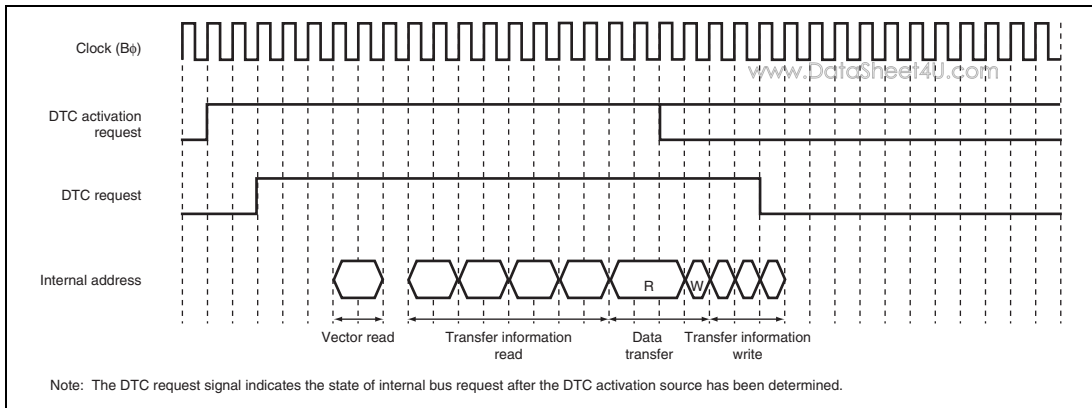 Clock (Bϕ)
www.DataSheet4U.com
DTC activation
request
DTC request
Internal address
R
W
Vector read
Transfer information
read
Data
transfer
Transfer information
write
Note: The DTC request signal indicates the state of internal bus request after the DTC activation source has been determined.